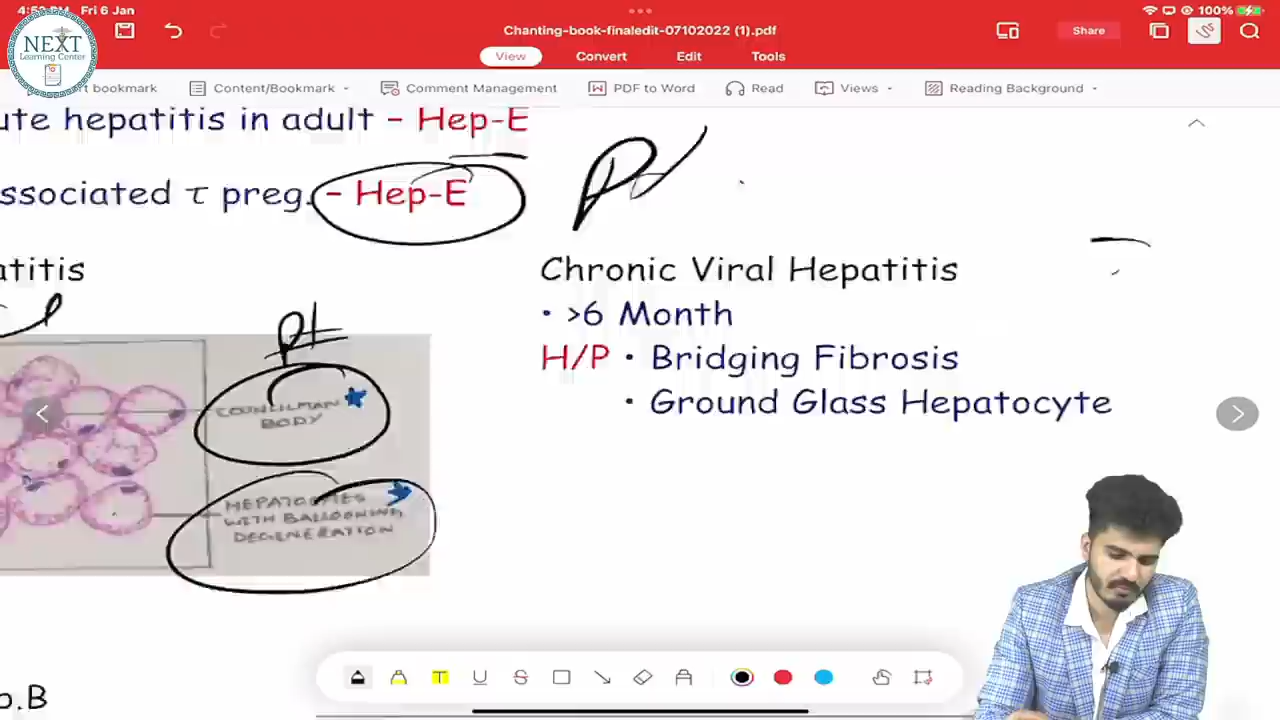 4:53 PM Fri 6 Jan
100%
NEXT
Learning Center
Chanting-book-finaledit-07102022 (1).pdf
Share
View
Convert
Edit
Tools
bookmark
Content/Bookmark
Comment Management
PDF to Word
Read
Views
Reading Background
ute hepatitis in adult - Hep-E
ssociated τ preg. - Hep-E
atitis
COUNCILMAN
BODY
HEPATOCYTES
WITH BALLOONING
DEGENERATION
Chronic Viral Hepatitis
• >6 Month
H/P • Bridging Fibrosis
• Ground Glass Hepatocyte
p.B